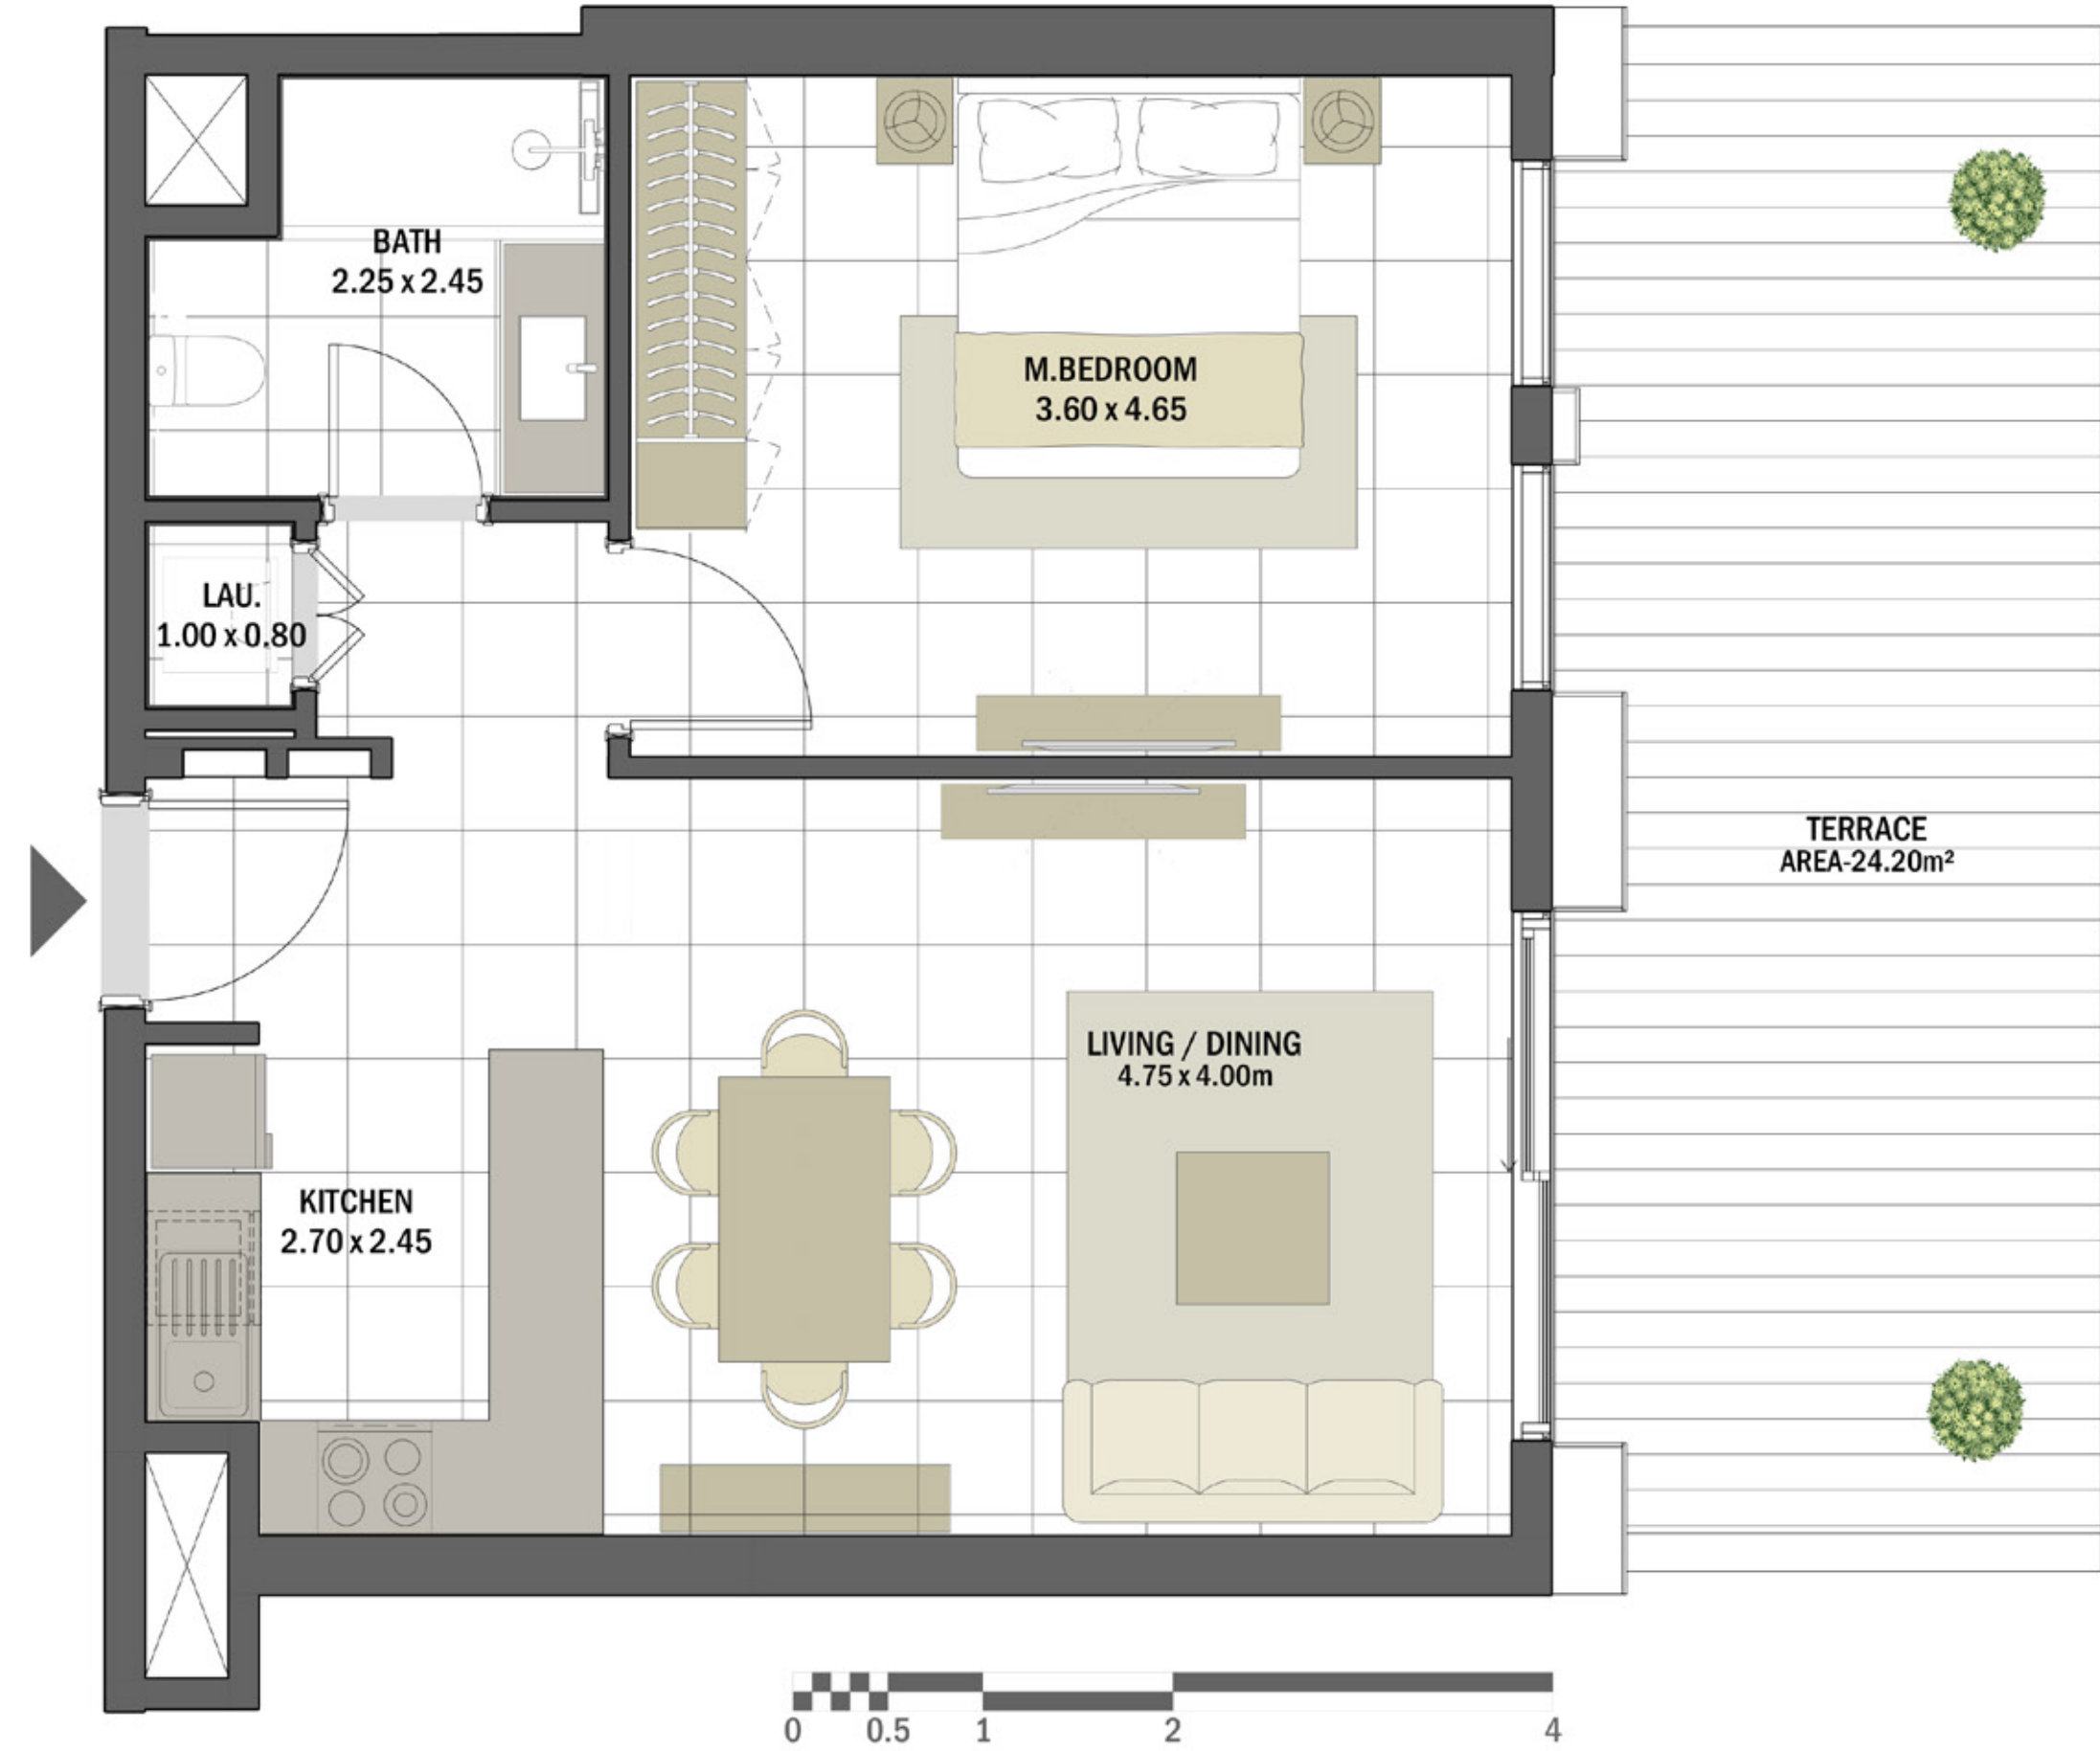 BATH
2.25 x 2.45
M.BEDROOM
3.60 x 4.65
LAU.
1.00 x 0.80
TERRACE
AREA-24.20m²
LIVING / DINING
4.75 x 4.00m
KITCHEN
2.70 x 2.45
0 0.5 1 2 4